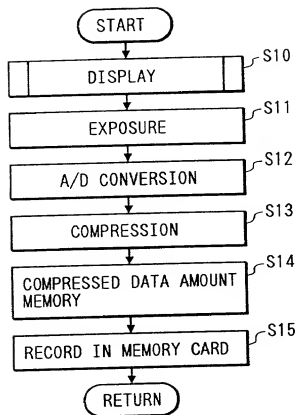 START
DISPLAY
S10
EXPOSURE
S11
A/D CONVERSION
S12
COMPRESSION
S13
COMPRESSED DATA AMOUNT
MEMORY
S14
RECORD IN MEMORY CARD
S15
RETURN